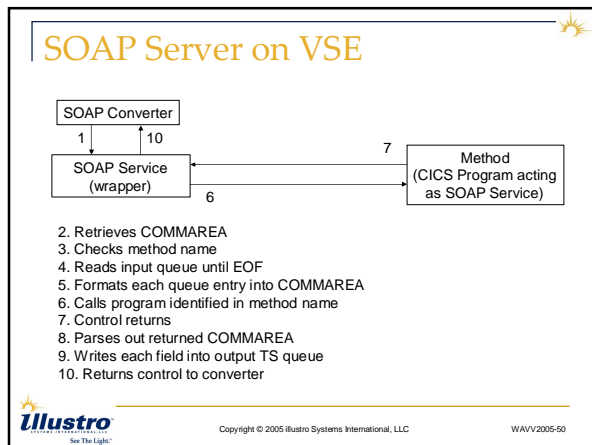 SOAP Server on VSE
SOAP Converter
1
10
SOAP Service
(wrapper)
7
6
Method
(CICS Program acting
as SOAP Service)
2. Retrieves COMMAREA
3. Checks method name
4. Reads input queue until EOF
5. Formats each queue entry into COMMAREA
6. Calls program identified in method name
7. Control returns
8. Parses out returned COMMAREA
9. Writes each field into output TS queue
10. Returns control to converter
illustro
SYSTEMS INTERNATIONAL, LLC
See The Light.™
Copyright © 2005 illustro Systems International, LLC
WAVV2005-50